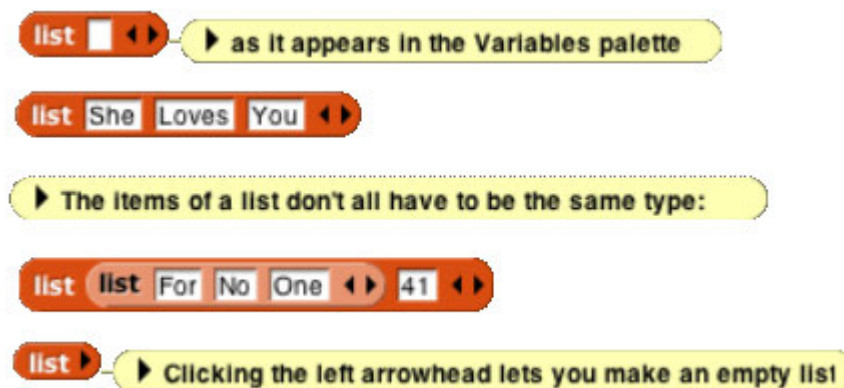 list as it appears in the Variables palette
list She Loves You
The items of a list don't all have to be the same type:
list list For No One 41
list Clicking the left arrowhead lets you make an empty list